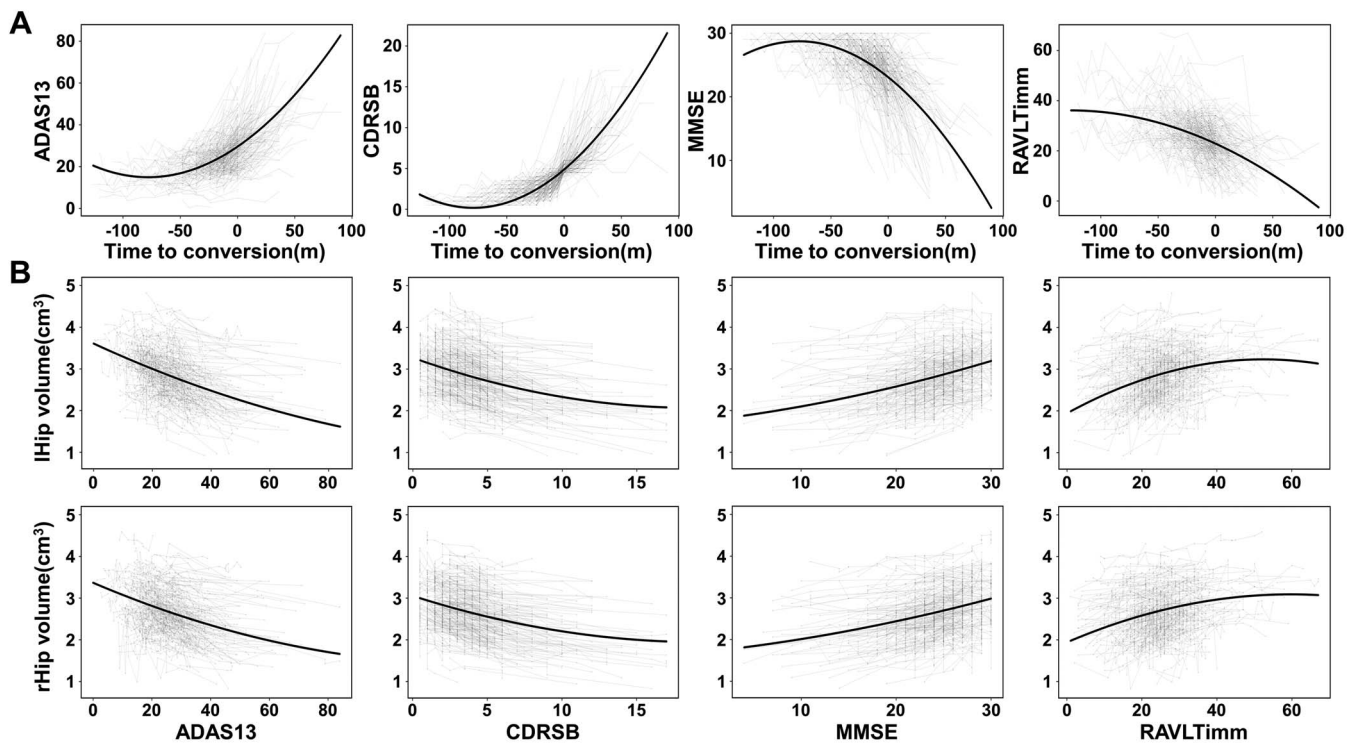 A
ADAS13
80
60
40
20
0
-100 -50 0 50 100
Time to conversion(m)
CDRSB
20
15
10
5
0
-100 -50 0 50 100
Time to conversion(m)
MMSE
30
20
10
-100 -50 0 50 100
Time to conversion(m)
RAVLTimm
60
40
20
0
-100 -50 0 50 100
Time to conversion(m)
B
lHip volume(cm³)
5
4
3
2
1
0 20 40 60 80
5
4
3
2
1
0 5 10 15
5
4
3
2
1
10 20 30
5
4
3
2
1
0 20 40 60
rHip volume(cm³)
5
4
3
2
1
0 20 40 60 80
ADAS13
5
4
3
2
1
0 5 10 15
CDRSB
5
4
3
2
1
10 20 30
MMSE
5
4
3
2
1
0 20 40 60
RAVLTimm